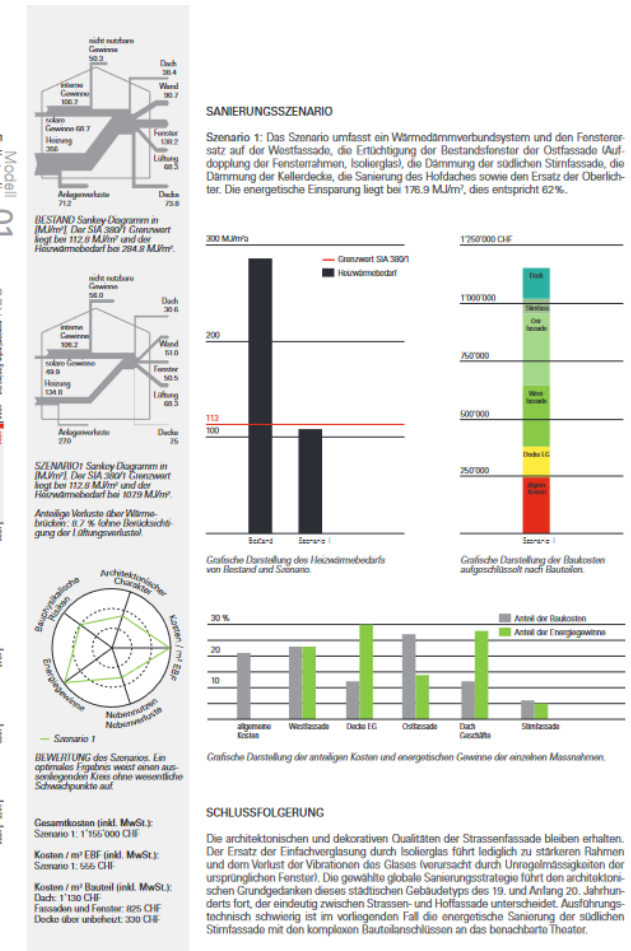 Modell 01
nicht nutzbare
Gewinne
50.3
Dach
38.4
interne
Gewinne
106.2
Wand
90.7
solare
Gewinne 68.7
Heizung
356
Fenster
138.2
Lüftung
68.3
Anlagenverluste
71.2
Decke
73.8
BESTAND Sankey-Diagramm in
[MJ/m²]. Der SIA 380/1 Grenzwert
liegt bei 112.8 MJ/m² und der
Heizwärmebedarf bei 284.8 MJ/m².
nicht nutzbare
Gewinne
56.0
Dach
30.6
interne
Gewinne
106.2
Wand
51.0
solare Gewinne
49.9
Fenster
50.5
Heizung
134.8
Lüftung
68.3
Anlagenverluste
270
Decke
7.5
SZENARIO1 Sankey-Diagramm in
[MJ/m²]. Der SIA 380/1 Grenzwert
liegt bei 112.8 MJ/m² und der
Heizwärmebedarf bei 107.9 MJ/m².
Anteilige Verluste über Wärme-
brücken: 8.7 % (ohne Berücksichti-
gung der Lüftungsverluste).
Architektonischer
Charakter
Bauphysikalische
Risiken
Kosten / m² EBF
Energiegewinne
Nebennutzen
Nebenverluste
Szenario 1
BEWERTUNG des Szenarios. Ein
optimales Ergebnis weist einen aus-
senliegenden Kreis ohne wesentliche
Schwachpunkte auf.
Gesamtkosten (inkl. MwSt.):
Szenario 1: 1'155'000 CHF
Kosten / m² EBF (inkl. MwSt.):
Szenario 1: 555 CHF
Kosten / m² Bauteil (inkl. MwSt.):
Dach: 1'130 CHF
Fassaden und Fenster: 825 CHF
Decke über unbeheizt: 330 CHF
SANIERUNGSSZENARIO
Szenario 1: Das Szenario umfasst ein Wärmedämmverbundsystem und den Fensterer-
satz auf der Westfassade, die Ertüchtigung der Bestandsfenster der Ostfassade (Auf-
dopplung der Fensterrahmen, Isolierglas), die Dämmung der südlichen Stirnfassade, die
Dämmung der Kellerdecke, die Sanierung des Hofdaches sowie den Ersatz der Oberlich-
ter. Die energetische Einsparung liegt bei 176.9 MJ/m², dies entspricht 62%.
300 MJ/m²a
Grenzwert SIA 380/1
Heizwärmebedarf
200
113
100
Bestand
Szenario 1
Grafische Darstellung des Heizwärmebedarfs
von Bestand und Szenario.
1'250'000 CHF
Dach
1'000'000
Stirnfass.
Ost
fassade
750'000
West
fassade
500'000
Decke EG
250'000
allgem.
Kosten
Szenario 1
Grafische Darstellung der Baukosten
aufgeschlüsselt nach Bauteilen.
30 %
Anteil der Baukosten
Anteil der Energiegewinne
20
10
allgemeine
Kosten
Westfassade
Decke EG
Ostfassade
Dach
Geschäfte
Stirnfassade
Grafische Darstellung der anteiligen Kosten und energetischen Gewinne der einzelnen Massnahmen.
SCHLUSSFOLGERUNG
Die architektonischen und dekorativen Qualitäten der Strassenfassade bleiben erhalten.
Der Ersatz der Einfachverglasung durch Isolierglas führt lediglich zu stärkeren Rahmen
und dem Verlust der Vibrationen des Glases (verursacht durch Unregelmässigkeiten der
ursprünglichen Fenster). Die gewählte globale Sanierungsstrategie führt den architektoni-
schen Grundgedanken dieses städtischen Gebäudetyps des 19. und Anfang 20. Jahrhun-
derts fort, der eindeutig zwischen Strassen- und Hoffassade unterscheidet. Ausführungs-
technisch schwierig ist im vorliegenden Fall die energetische Sanierung der südlichen
Stirnfassade mit den komplexen Bauteilanschlüssen an das benachbarte Theater.